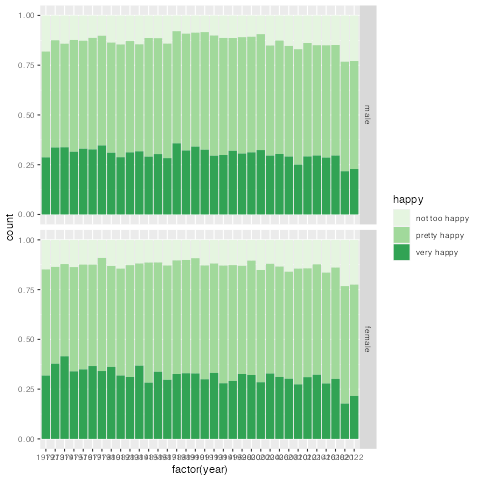 1.00
0.75
0.50
0.25
0.00
male
1.00
0.75
0.50
0.25
0.00
female
count
factor(year)
happy
not too happy
pretty happy
very happy